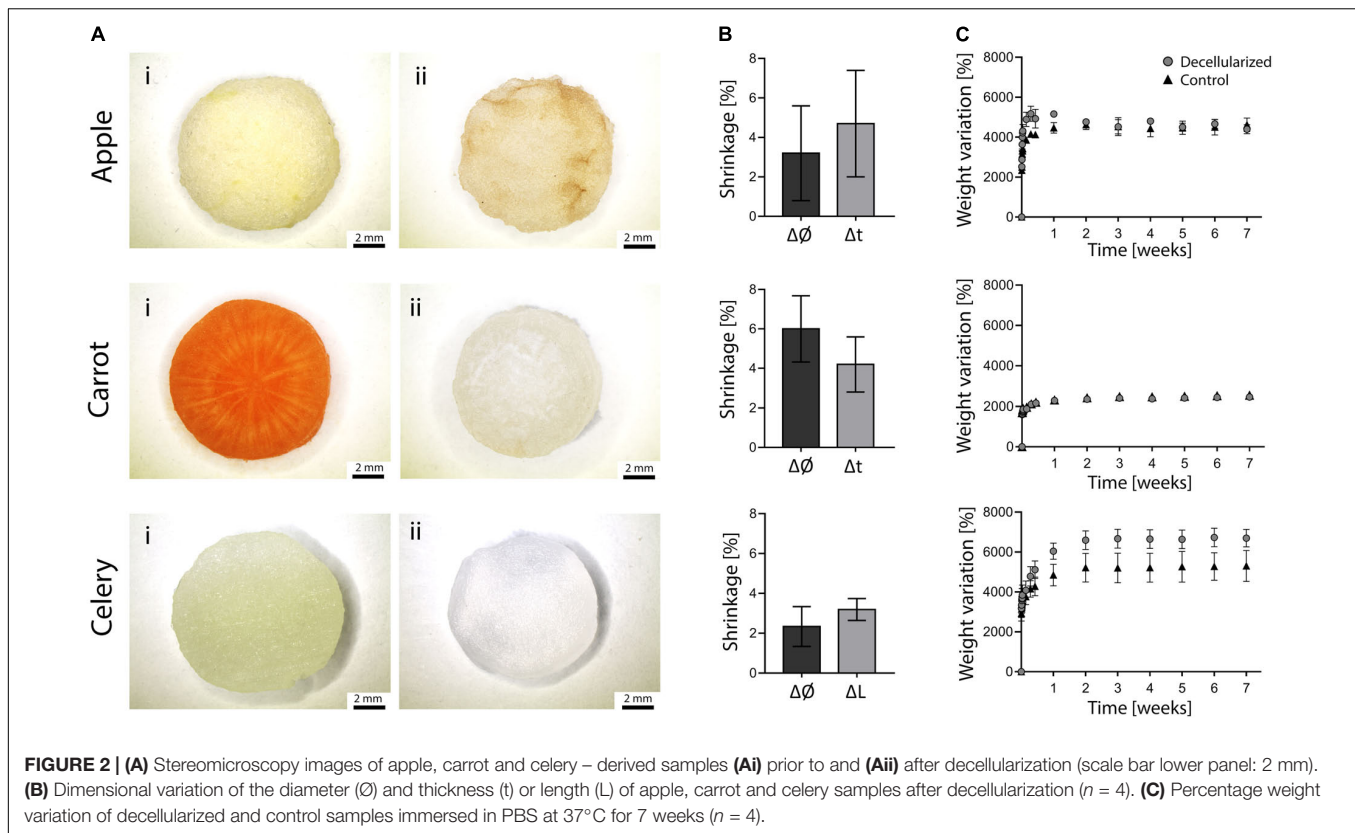 A
B
C
Apple
i
ii
2 mm
2 mm
Shrinkage [%]
8
6
4
2
0
ΔØ
Δt
Weight variation [%]
8000
6000
4000
2000
0
Decellularized
Control
1 2 3 4 5 6 7
Time [weeks]
Carrot
i
ii
2 mm
2 mm
Shrinkage [%]
8
6
4
2
0
ΔØ
Δt
Weight variation [%]
8000
6000
4000
2000
0
1 2 3 4 5 6 7
Time [weeks]
Celery
i
ii
2 mm
2 mm
Shrinkage [%]
8
6
4
2
0
ΔØ
ΔL
Weight variation [%]
8000
6000
4000
2000
0
1 2 3 4 5 6 7
Time [weeks]
FIGURE 2 | (A) Stereomicroscopy images of apple, carrot and celery – derived samples (Ai) prior to and (Aii) after decellularization (scale bar lower panel: 2 mm).
(B) Dimensional variation of the diameter (Ø) and thickness (t) or length (L) of apple, carrot and celery samples after decellularization (n = 4). (C) Percentage weight
variation of decellularized and control samples immersed in PBS at 37°C for 7 weeks (n = 4).